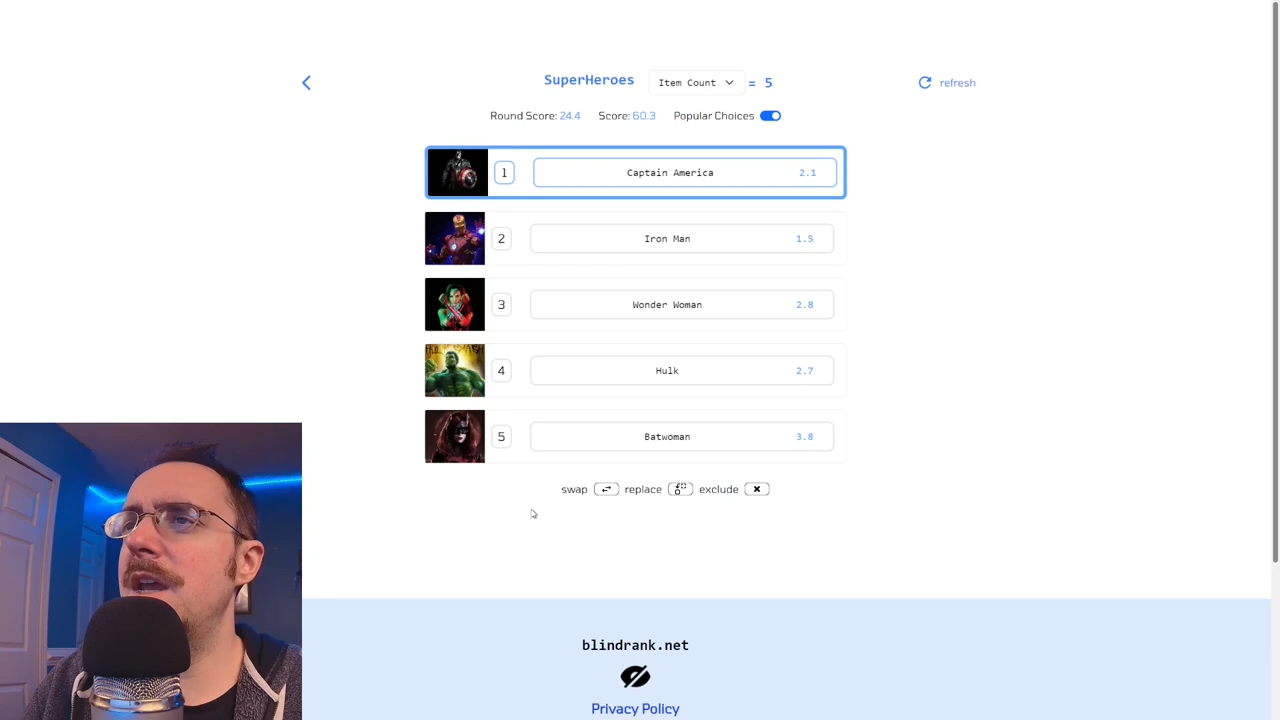 SuperHeroes Item Count = 5 refresh
Round Score: 24.4 Score: 60.3 Popular Choices
1 Captain America 2.1
2 Iron Man 1.5
3 Wonder Woman 2.8
4 Hulk 2.7
5 Batwoman 3.8
swap replace exclude
blindrank.net
Privacy Policy